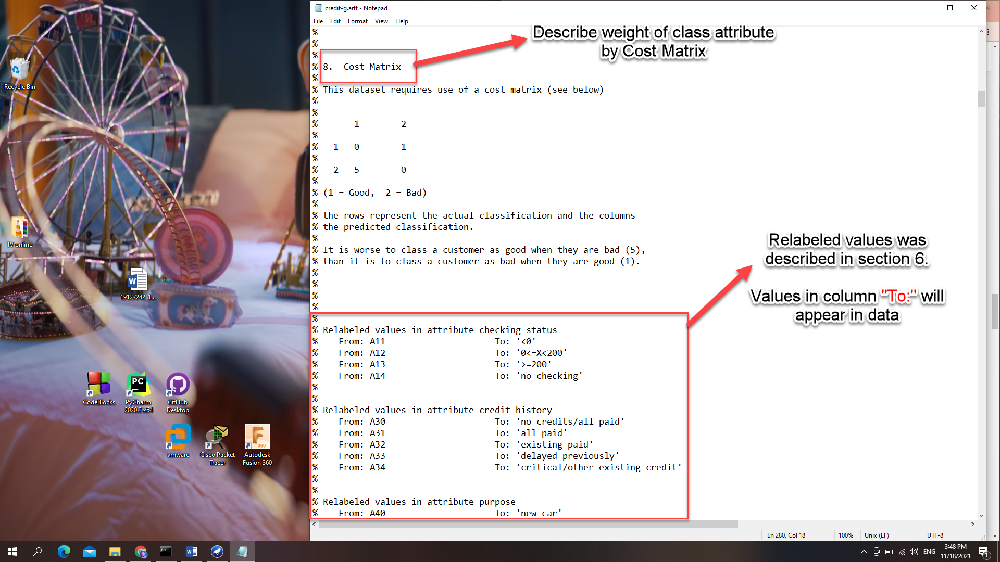 credit-g.arff - Notepad
File Edit Format View Help
%
%
%
% 8.  Cost Matrix
%
% This dataset requires use of a cost matrix (see below)
%
%
%       1        2
% ----------------------------
%   1   0        1
% -----------------------
%   2   5        0
%
% (1 = Good,  2 = Bad)
%
% the rows represent the actual classification and the columns
% the predicted classification.
%
% It is worse to class a customer as good when they are bad (5),
% than it is to class a customer as bad when they are good (1).
%
%
%
%
%
% Relabeled values in attribute checking_status
%    From: A11                     To: '<0'
%    From: A12                     To: '0<=X<200'
%    From: A13                     To: '>=200'
%    From: A14                     To: 'no checking'
%
%
% Relabeled values in attribute credit_history
%    From: A30                     To: 'no credits/all paid'
%    From: A31                     To: 'all paid'
%    From: A32                     To: 'existing paid'
%    From: A33                     To: 'delayed previously'
%    From: A34                     To: 'critical/other existing credit'
%
%
% Relabeled values in attribute purpose
%    From: A40                     To: 'new car'
Describe weight of class attribute
by Cost Matrix
Relabeled values was
described in section 6.
Values in column "To:" will
appear in data
Ln 280, Col 18
100%
Unix (LF)
UTF-8
Recycle Bin
TV online
19127242_1...
CodeBlocks
PyCharm
2020.3 x64
GitHub
Desktop
vmware
Cisco Packet
Tracer
Autodesk
Fusion 360
PC
W
360
ENG
3:48 PM
11/18/2021
1